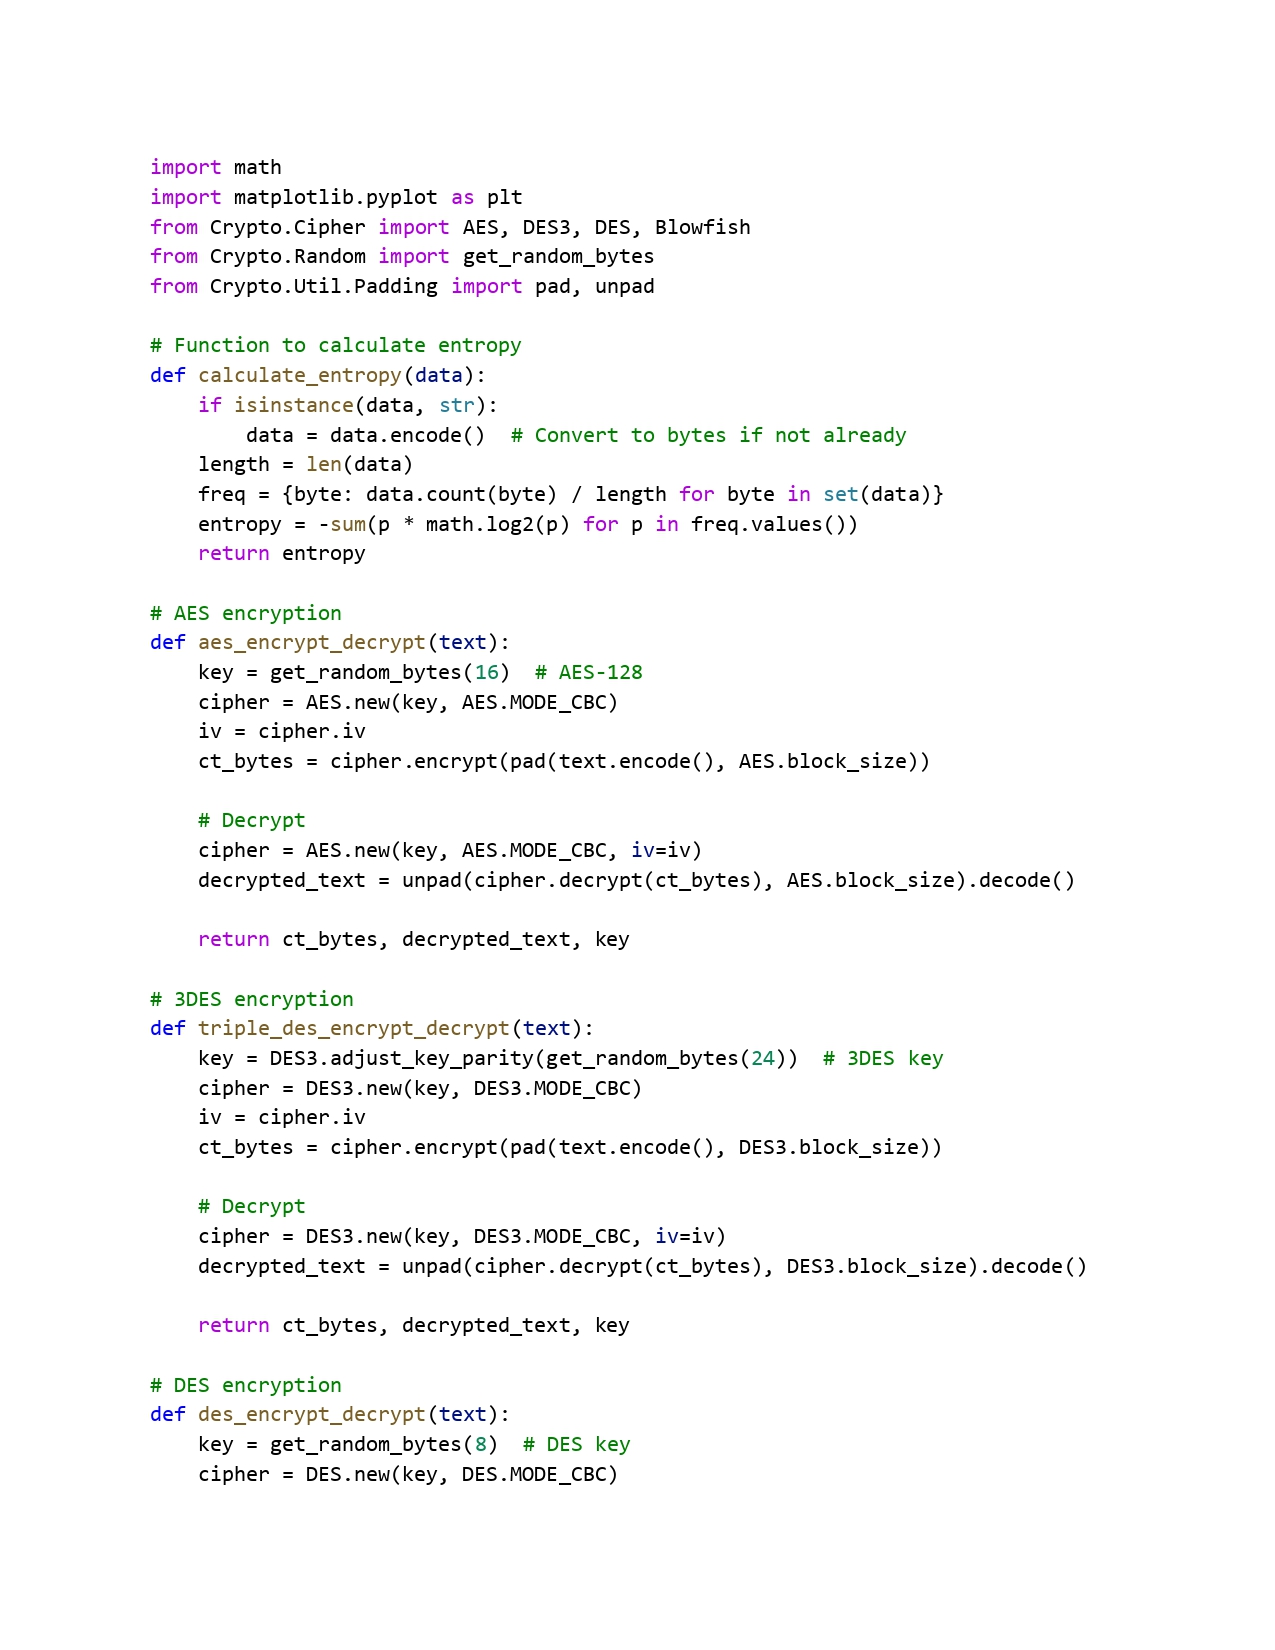 import math
import matplotlib.pyplot as plt
from Crypto.Cipher import AES, DES3, DES, Blowfish
from Crypto.Random import get_random_bytes
from Crypto.Util.Padding import pad, unpad

# Function to calculate entropy
def calculate_entropy(data):
    if isinstance(data, str):
        data = data.encode()  # Convert to bytes if not already
    length = len(data)
    freq = {byte: data.count(byte) / length for byte in set(data)}
    entropy = -sum(p * math.log2(p) for p in freq.values())
    return entropy

# AES encryption
def aes_encrypt_decrypt(text):
    key = get_random_bytes(16)  # AES-128
    cipher = AES.new(key, AES.MODE_CBC)
    iv = cipher.iv
    ct_bytes = cipher.encrypt(pad(text.encode(), AES.block_size))

    # Decrypt
    cipher = AES.new(key, AES.MODE_CBC, iv=iv)
    decrypted_text = unpad(cipher.decrypt(ct_bytes), AES.block_size).decode()

    return ct_bytes, decrypted_text, key

# 3DES encryption
def triple_des_encrypt_decrypt(text):
    key = DES3.adjust_key_parity(get_random_bytes(24))  # 3DES key
    cipher = DES3.new(key, DES3.MODE_CBC)
    iv = cipher.iv
    ct_bytes = cipher.encrypt(pad(text.encode(), DES3.block_size))

    # Decrypt
    cipher = DES3.new(key, DES3.MODE_CBC, iv=iv)
    decrypted_text = unpad(cipher.decrypt(ct_bytes), DES3.block_size).decode()

    return ct_bytes, decrypted_text, key

# DES encryption
def des_encrypt_decrypt(text):
    key = get_random_bytes(8)  # DES key
    cipher = DES.new(key, DES.MODE_CBC)